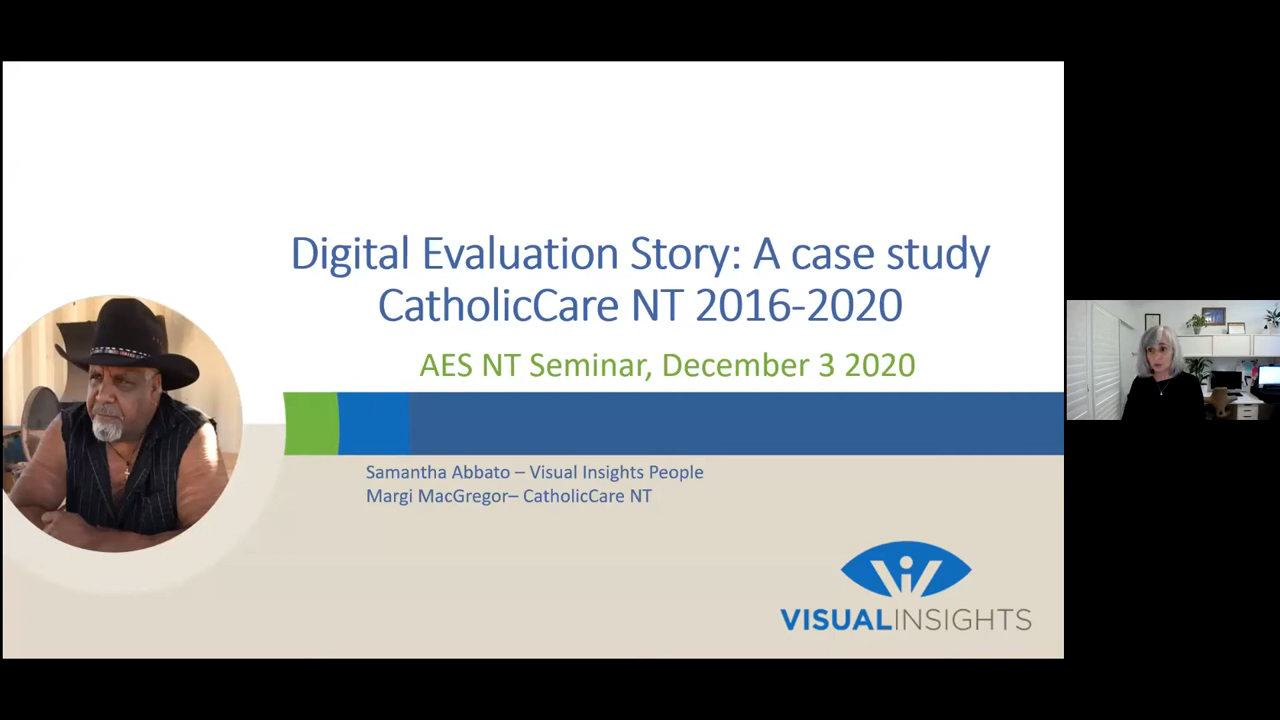 Digital Evaluation Story: A case study
CatholicCare NT 2016-2020
AES NT Seminar, December 3 2020
Samantha Abbato – Visual Insights People
Margi MacGregor– CatholicCare NT
VISUALINSIGHTS